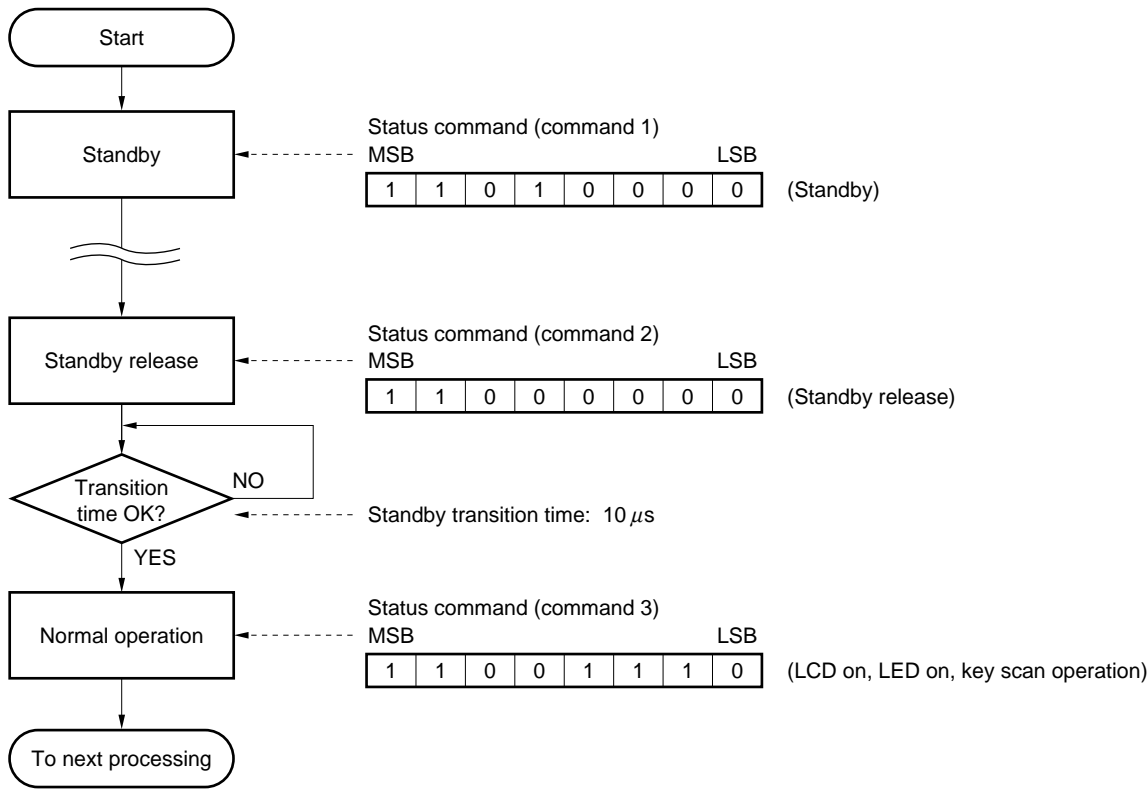 Start
Standby
Status command (command 1)
MSB LSB
1 1 0 1 0 0 0 0 (Standby)
Standby release
Status command (command 2)
MSB LSB
1 1 0 0 0 0 0 0 (Standby release)
Transition
time OK?
NO
YES
Standby transition time: 10 μs
Normal operation
Status command (command 3)
MSB LSB
1 1 0 0 1 1 1 0 (LCD on, LED on, key scan operation)
To next processing